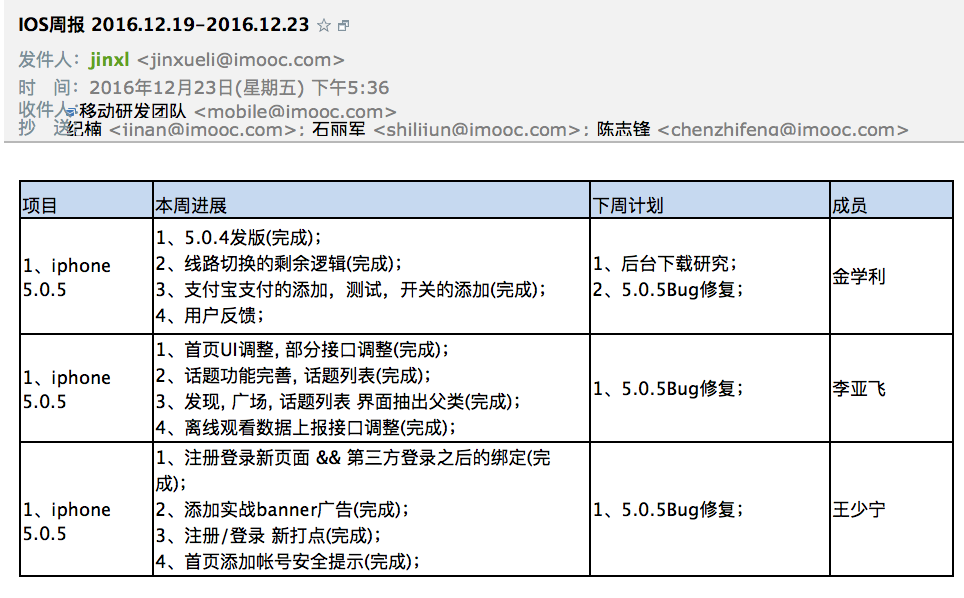 IOS周报 2016.12.19-2016.12.23
发件人：jinxl <jinxueli@imooc.com>
时 间：2016年12月23日(星期五) 下午5:36
收件人：移动研发团队 <mobile@imooc.com>
抄 送：纪楠 <jinan@imooc.com>; 石丽军 <shilijun@imooc.com>; 陈志锋 <chenzhifeng@imooc.com>
项目 本周进展 下周计划 成员
1、iphone
5.0.5
1、5.0.4发版(完成)；
2、线路切换的剩余逻辑(完成)；
3、支付宝支付的添加，测试，开关的添加(完成)；
4、用户反馈；
1、后台下载研究；
2、5.0.5Bug修复；
金学利
1、iphone
5.0.5
1、首页UI调整, 部分接口调整(完成)；
2、话题功能完善, 话题列表(完成)；
3、发现, 广场, 话题列表 界面抽出父类(完成)；
4、离线观看数据上报接口调整(完成)；
1、5.0.5Bug修复；
李亚飞
1、iphone
5.0.5
1、注册登录新页面 && 第三方登录之后的绑定(完
成)；
2、添加实战banner广告(完成)；
3、注册/登录 新打点(完成)；
4、首页添加帐号安全提示(完成)；
1、5.0.5Bug修复；
王少宁